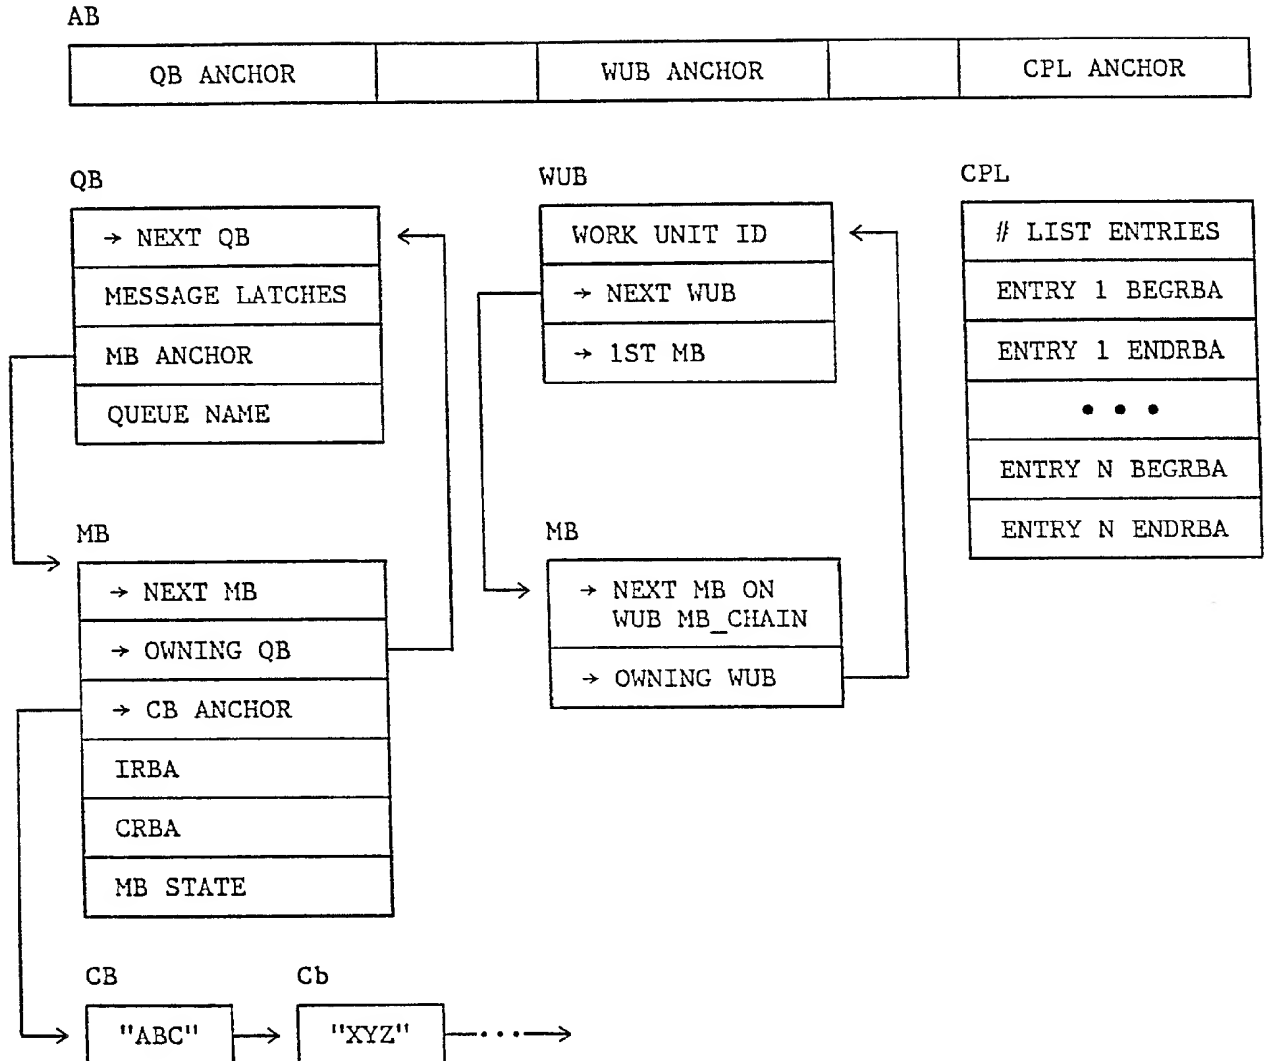 AB
QB ANCHOR
WUB ANCHOR
CPL ANCHOR
QB
→ NEXT QB
MESSAGE LATCHES
MB ANCHOR
QUEUE NAME
WUB
WORK UNIT ID
→ NEXT WUB
→ 1ST MB
CPL
# LIST ENTRIES
ENTRY 1 BEGRBA
ENTRY 1 ENDRBA
• • •
ENTRY N BEGRBA
ENTRY N ENDRBA
MB
→ NEXT MB
→ OWNING QB
→ CB ANCHOR
IRBA
CRBA
MB STATE
MB
→ NEXT MB ON
WUB MB_CHAIN
→ OWNING WUB
CB
"ABC"
Cb
"XYZ"